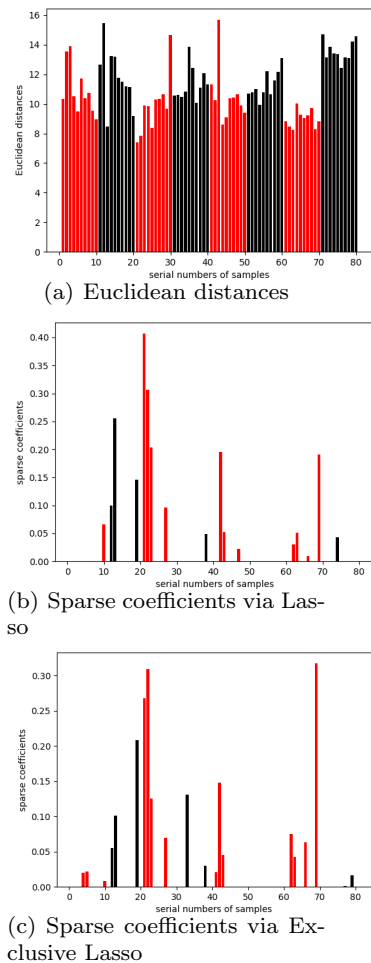 16
14
12
10
8
6
4
2
0
Euclidean distances
0 10 20 30 40 50 60 70 80
serial numbers of samples
(a) Euclidean distances
0.40
0.35
0.30
0.25
0.20
0.15
0.10
0.05
0.00
sparse coefficients
0 10 20 30 40 50 60 70 80
serial numbers of samples
(b) Sparse coefficients via Las-
so
0.30
0.25
0.20
0.15
0.10
0.05
0.00
sparse coefficients
0 10 20 30 40 50 60 70 80
serial numbers of samples
(c) Sparse coefficients via Ex-
clusive Lasso